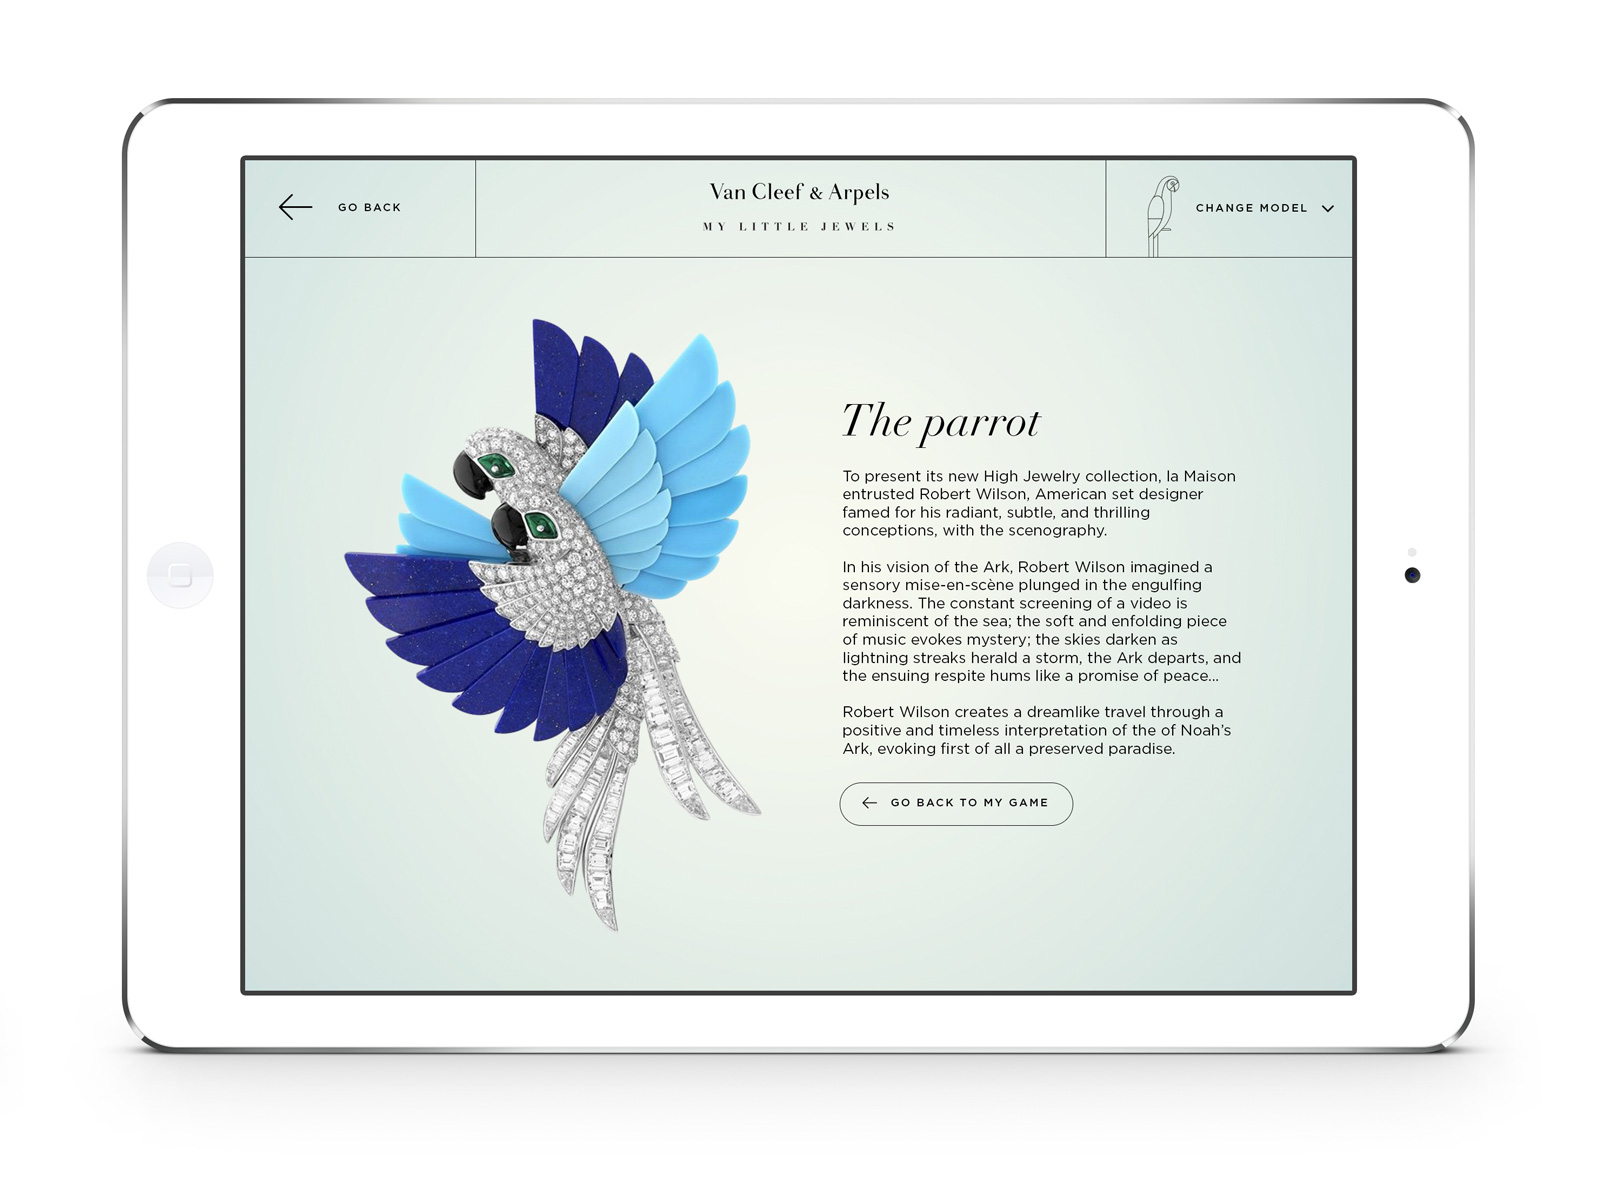 GO BACK
Van Cleef & Arpels
MY LITTLE JEWELS
CHANGE MODEL
The parrot
To present its new High Jewelry collection, la Maison
entrusted Robert Wilson, American set designer
famed for his radiant, subtle, and thrilling
conceptions, with the scenography.
In his vision of the Ark, Robert Wilson imagined a
sensory mise-en-scène plunged in the engulfing
darkness. The constant screening of a video is
reminiscent of the sea; the soft and enfolding piece
of music evokes mystery; the skies darken as
lightning streaks herald a storm, the Ark departs, and
the ensuing respite hums like a promise of peace...
Robert Wilson creates a dreamlike travel through a
positive and timeless interpretation of the of Noah's
Ark, evoking first of all a preserved paradise.
GO BACK TO MY GAME